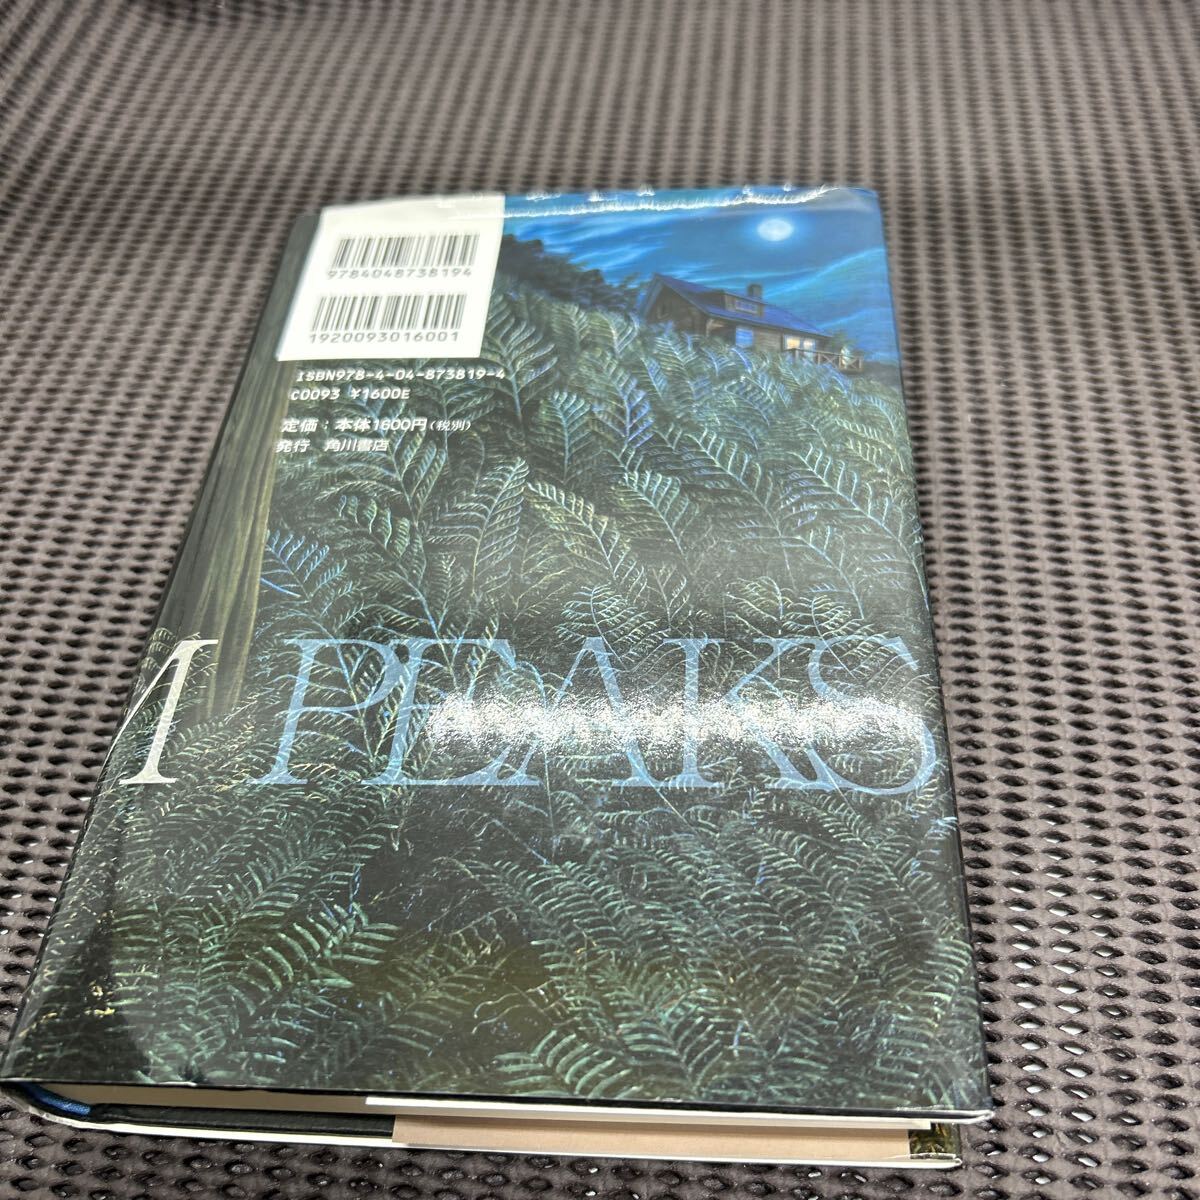 9784048738194
1920093016001
ISBN978-4-04-873819-4
C0093 ¥1600E
定価：本体1600円(税別)
発行 角川書店
M PEAKS